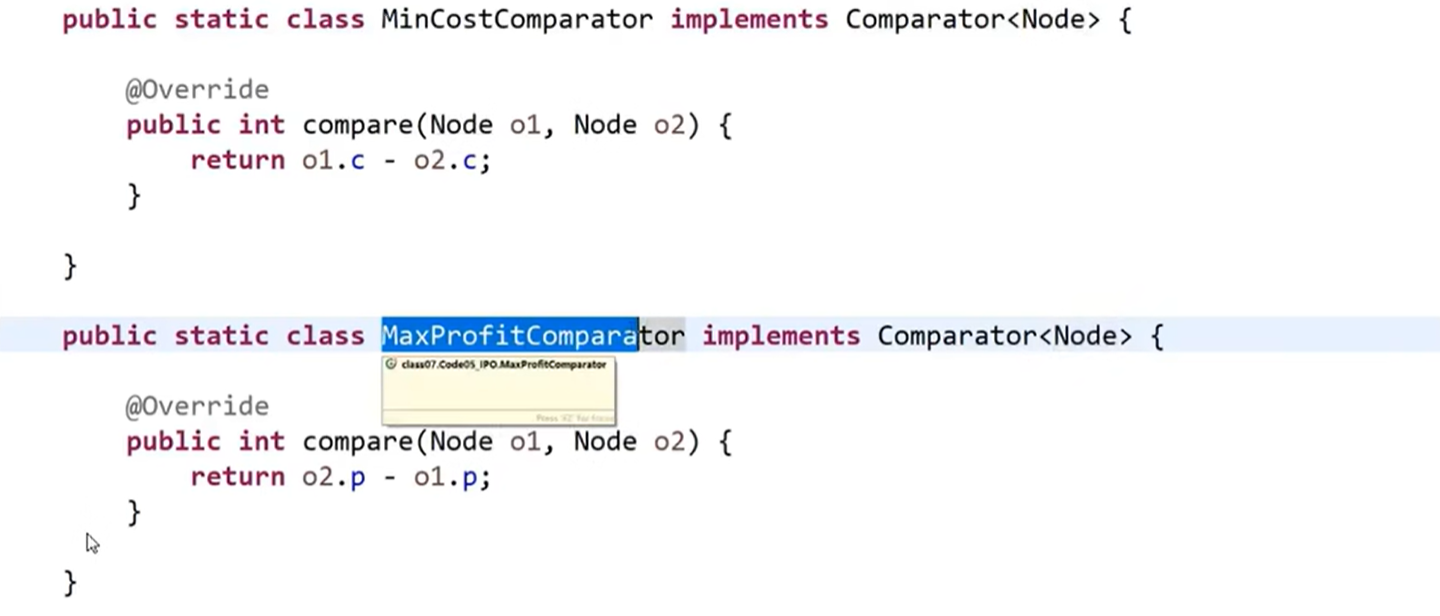 public static class MinCostComparator implements Comparator<Node> {
@Override
public int compare(Node o1, Node o2) {
return o1.c - o2.c;
}
}
public static class MaxProfitComparator implements Comparator<Node> {
class07.Code05_IPO.MaxProfitComparator
Press 'F2' for focus
@Override
public int compare(Node o1, Node o2) {
return o2.p - o1.p;
}
}